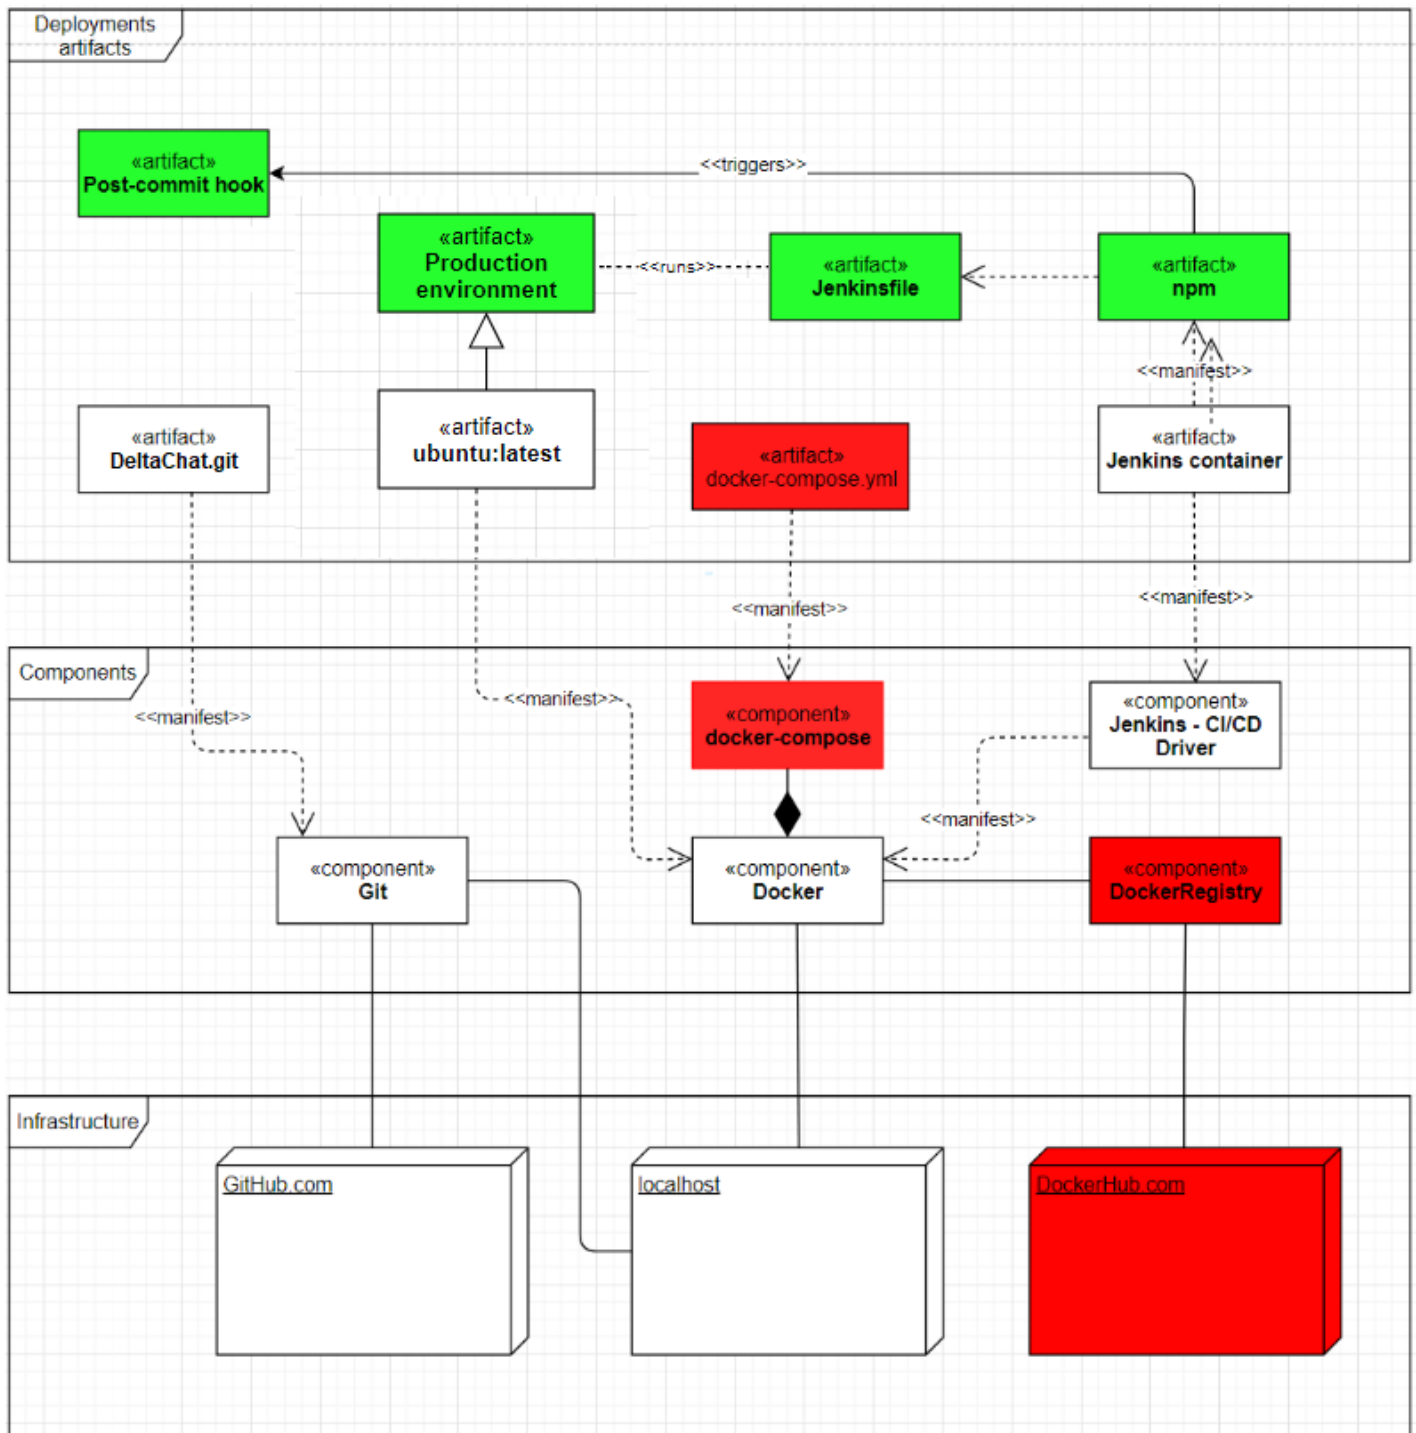 Deployments
artifacts
«artifact»
Post-commit hook
<<triggers>>
«artifact»
Production
environment
<<runs>>
«artifact»
Jenkinsfile
«artifact»
npm
<<manifest>>
«artifact»
DeltaChat.git
«artifact»
ubuntu:latest
«artifact»
docker-compose.yml
«artifact»
Jenkins container
<<manifest>>
<<manifest>>
Components
<<manifest>>
<<manifest>>
«component»
docker-compose
«component»
Jenkins - CI/CD
Driver
<<manifest>>
«component»
Git
«component»
Docker
«component»
DockerRegistry
Infrastructure
GitHub.com
localhost
DockerHub.com